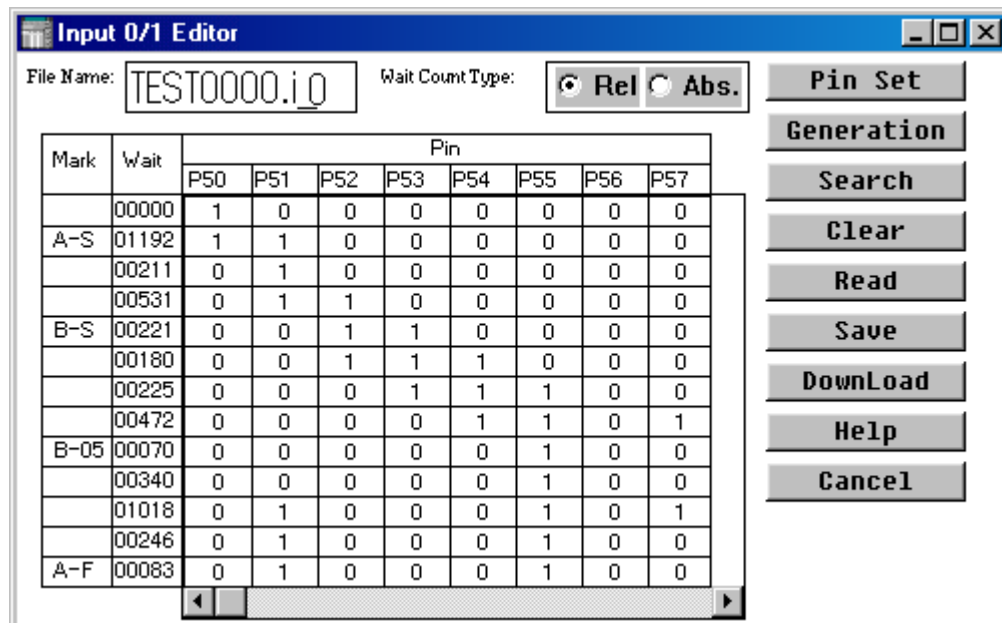 Input 0/1 Editor
File Name: TEST0000.i_0 Wait Count Type: Rel Abs.
Pin Set
Generation
Search
Clear
Read
Save
DownLoad
Help
Cancel
Mark Wait Pin
P50 P51 P52 P53 P54 P55 P56 P57
00000 1 0 0 0 0 0 0 0
A-S 01192 1 1 0 0 0 0 0 0
00211 0 1 0 0 0 0 0 0
00531 0 1 1 0 0 0 0 0
B-S 00221 0 0 1 1 0 0 0 0
00180 0 0 1 1 1 0 0 0
00225 0 0 0 1 1 1 0 0
00472 0 0 0 0 1 1 0 1
B-05 00070 0 0 0 0 0 1 0 0
00340 0 0 0 0 0 1 0 0
01018 0 1 0 0 0 1 0 1
00246 0 1 0 0 0 1 0 0
A-F 00083 0 1 0 0 0 1 0 0